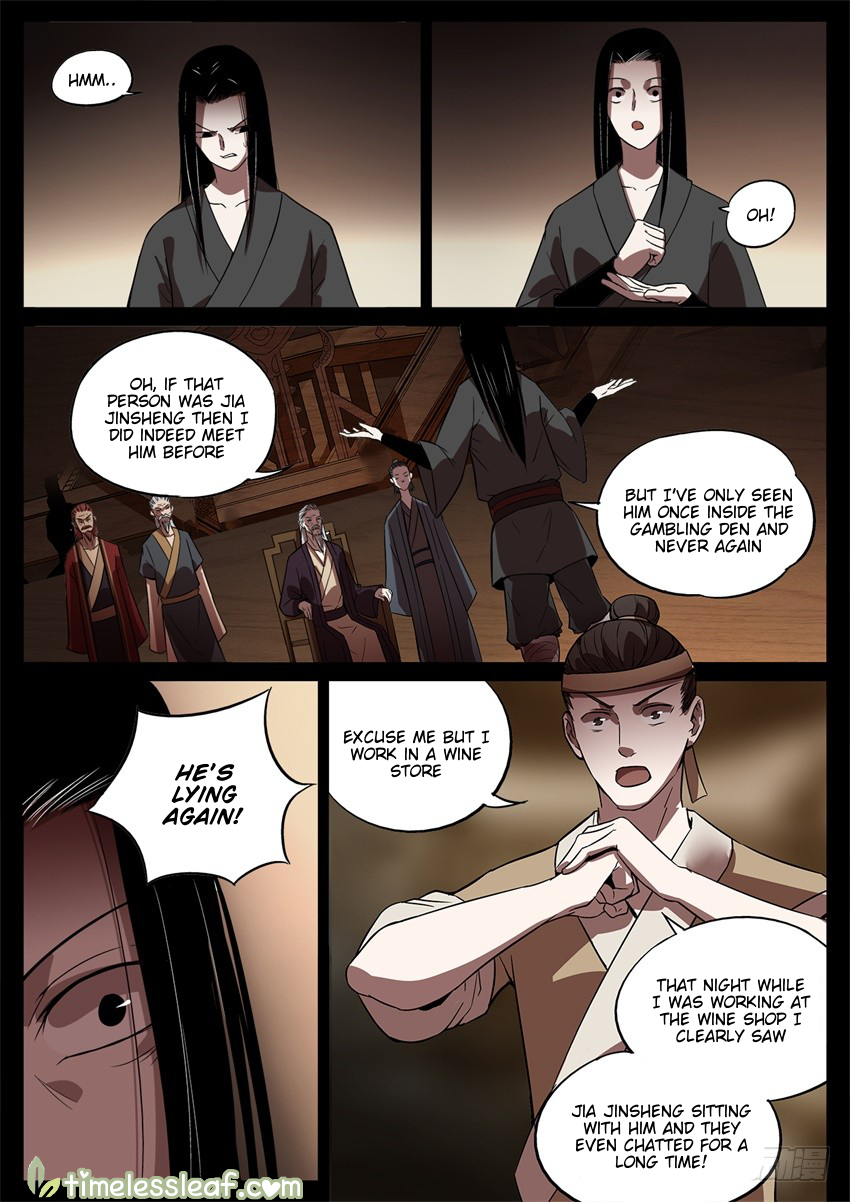 HMM..
OH!
OH, IF THAT
PERSON WAS JIA
JINSHENG THEN I
DID INDEED MEET
HIM BEFORE
BUT I'VE ONLY SEEN
HIM ONCE INSIDE THE
GAMBLING DEN AND
NEVER AGAIN
HE'S
LYING
AGAIN!
EXCUSE ME BUT I
WORK IN A WINE
STORE
THAT NIGHT WHILE
I WAS WORKING AT
THE WINE SHOP I
CLEARLY SAW
JIA JINSHENG SITTING
WITH HIM AND THEY
EVEN CHATTED FOR A
LONG TIME!
timelessleaf.com
动漫